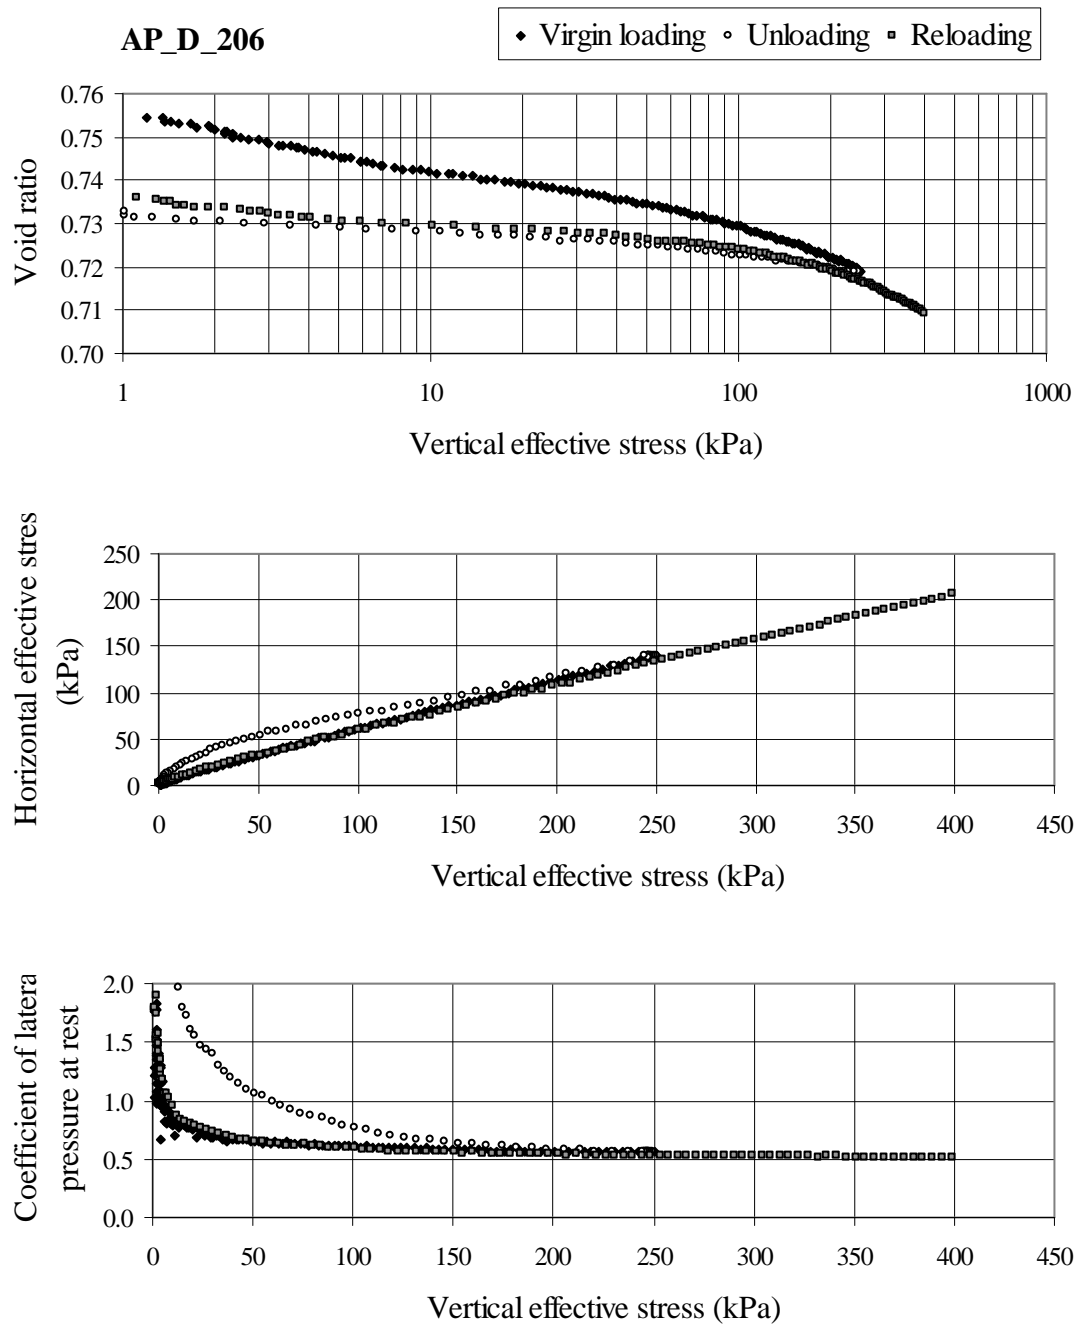 AP_D_206
Virgin loading Unloading Reloading
Void ratio
0.76
0.75
0.74
0.73
0.72
0.71
0.70
1 10 100 1000
Vertical effective stress (kPa)
Horizontal effective stres
(kPa)
250
200
150
100
50
0
0 50 100 150 200 250 300 350 400 450
Vertical effective stress (kPa)
Coefficient of latera
pressure at rest
2.0
1.5
1.0
0.5
0.0
0 50 100 150 200 250 300 350 400 450
Vertical effective stress (kPa)